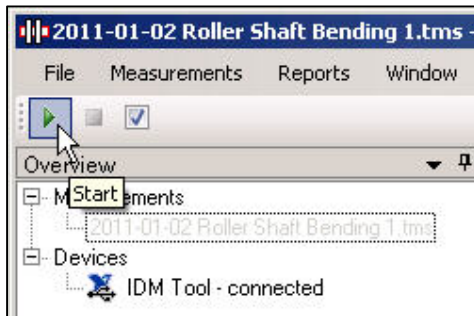 2011-01-02 Roller Shaft Bending 1.tms -
File Measurements Reports Window
Overview
Start
Measurements
2011-01-02 Roller Shaft Bending 1.tms
Devices
IDM Tool - connected